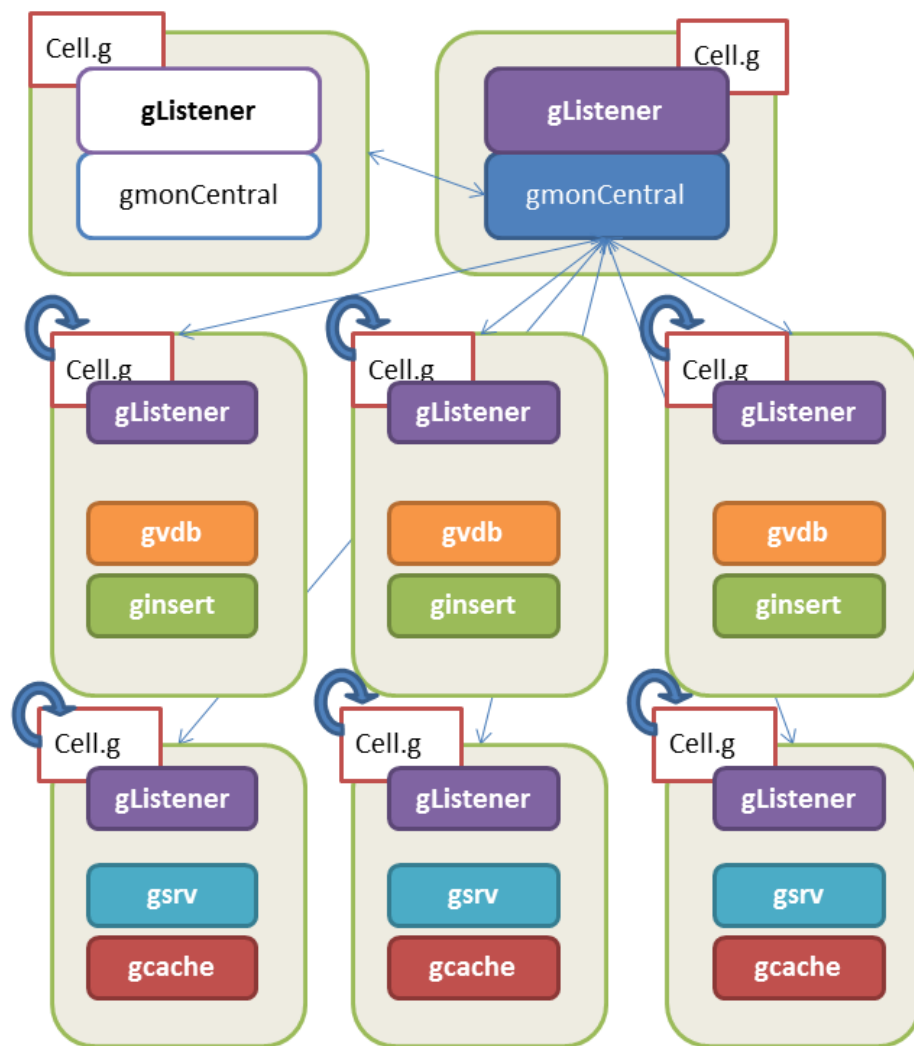 Cell.g
gListener
gmonCentral
Cell.g
gListener
gmonCentral
Cell.g
gListener
gvdb
ginsert
Cell.g
gListener
gvdb
ginsert
Cell.g
gListener
gvdb
ginsert
Cell.g
gListener
gsrv
gcache
Cell.g
gListener
gsrv
gcache
Cell.g
gListener
gsrv
gcache